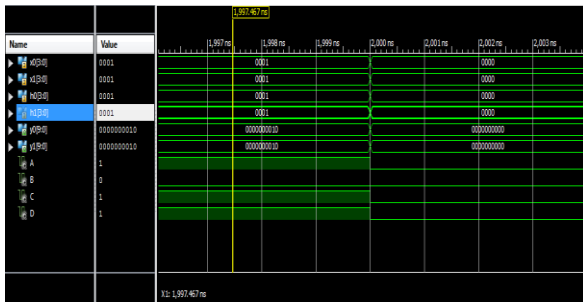 1,997.467 ns
Name Value 1,997 ns 1,998 ns 1,999 ns 2,000 ns 2,001 ns 2,002 ns 2,003 ns
x0[3:0] 0001 0001 0000
x1[3:0] 0001 0001 0000
h0[3:0] 0001 0001 0000
h1[3:0] 0001 0001 0000
y0[9:0] 0000000010 0000000010 0000000000
y1[9:0] 0000000010 0000000010 0000000000
A 1
B 0
C 1
D 1
X1: 1,997.467 ns